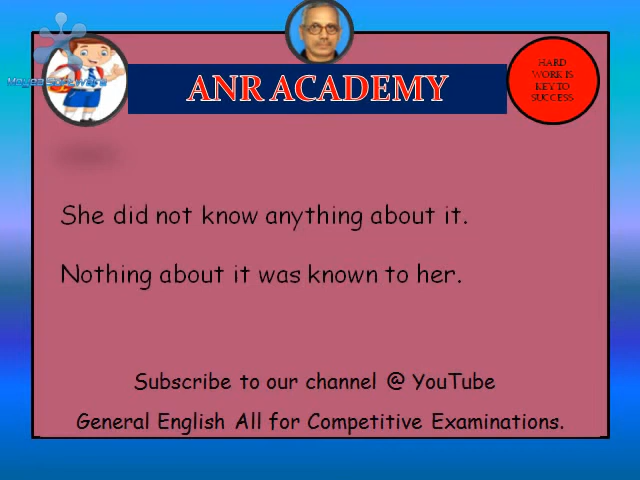 ANR ACADEMY
HARD
WORK IS
KEY TO
SUCCESS
She did not know anything about it.
Nothing about it was known to her.
Subscribe to our channel @ YouTube
General English All for Competitive Examinations.